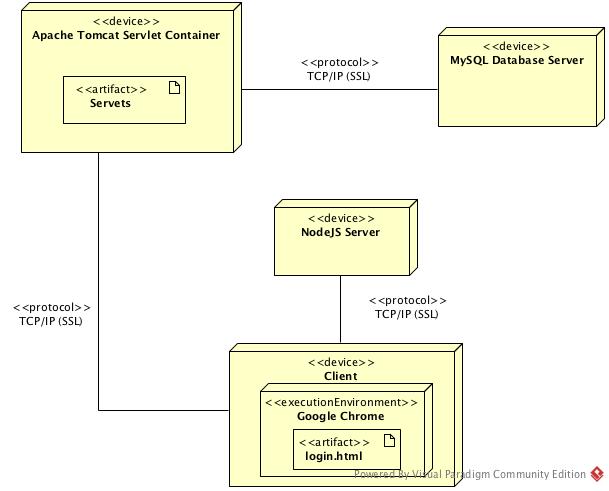 <<device>>
Apache Tomcat Servlet Container
<<artifact>>
Servets
<<protocol>>
TCP/IP (SSL)
<<device>>
MySQL Database Server
<<device>>
NodeJS Server
<<protocol>>
TCP/IP (SSL)
<<protocol>>
TCP/IP (SSL)
<<device>>
Client
<<executionEnvironment>>
Google Chrome
<<artifact>>
login.html
Powered By Visual Paradigm Community Edition